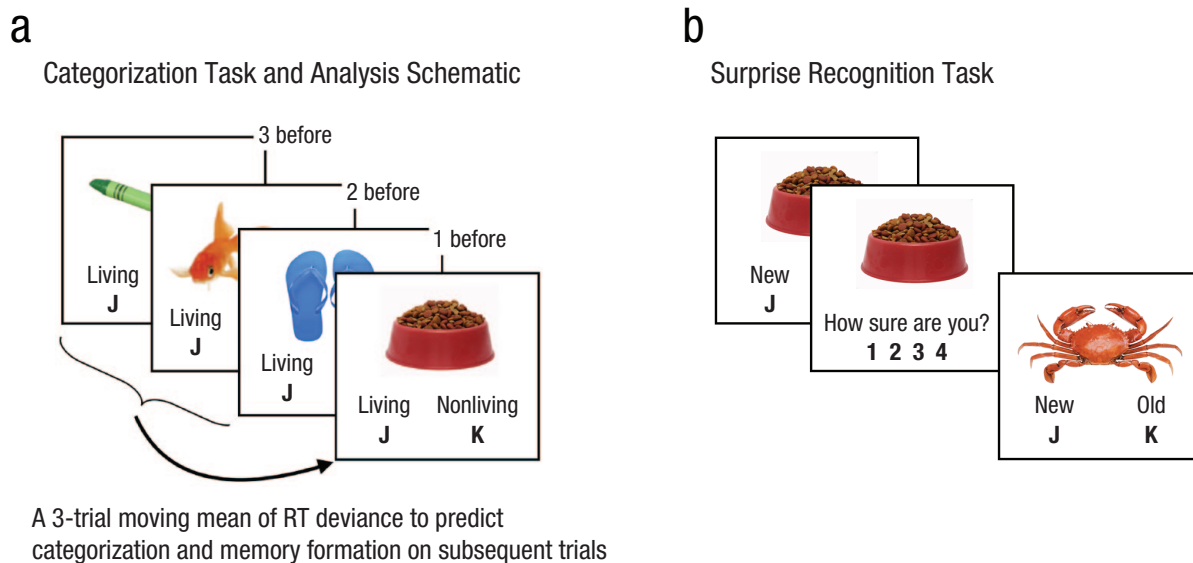 a
Categorization Task and Analysis Schematic
3 before
2 before
1 before
Living
J
Living
J
Living
J
Living Nonliving
J K
A 3-trial moving mean of RT deviance to predict
categorization and memory formation on subsequent trials
b
Surprise Recognition Task
New
J
How sure are you?
1 2 3 4
New Old
J K